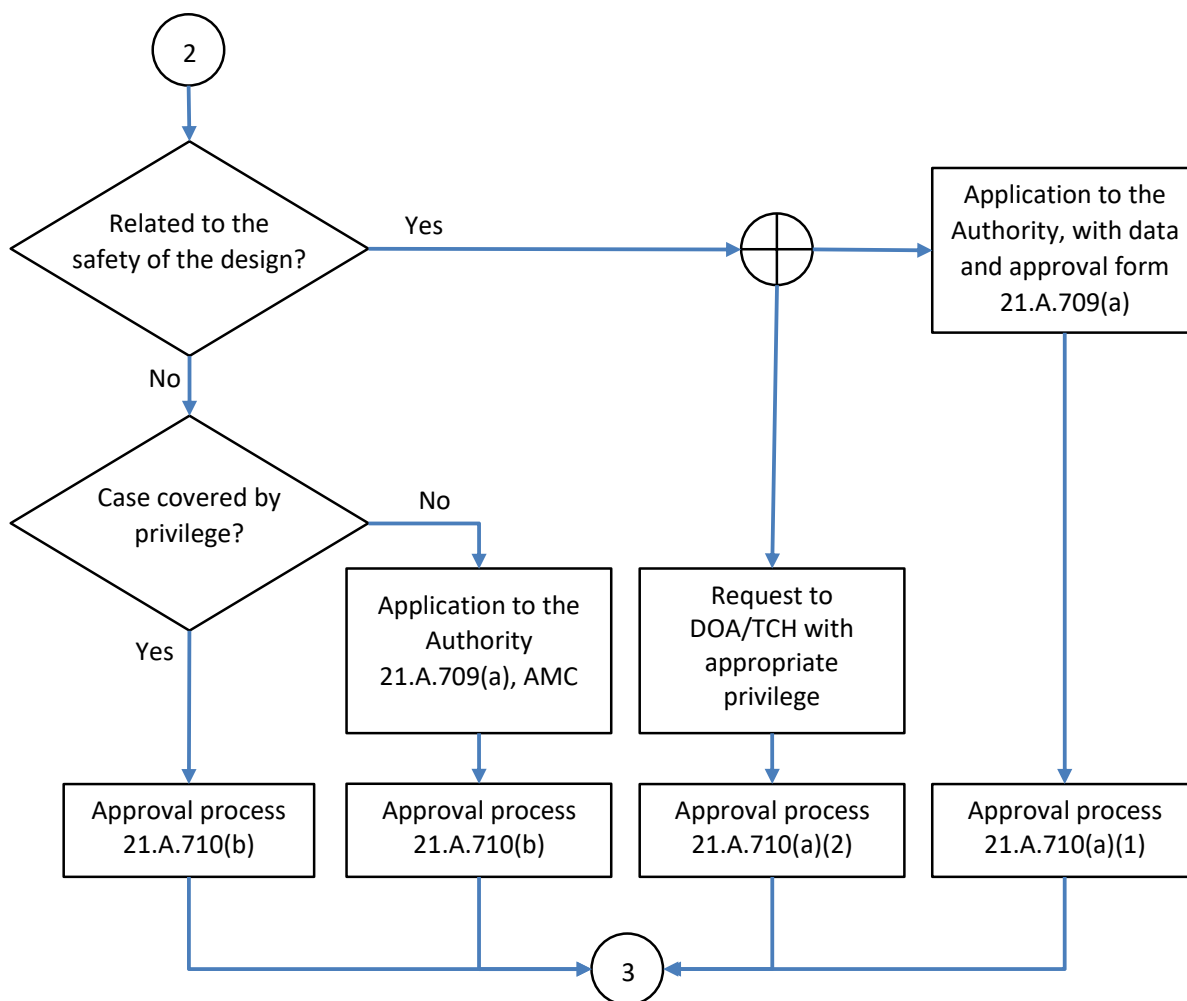 2
Related to the
safety of the design?
Yes
Application to the
Authority, with data
and approval form
21.A.709(a)
No
Case covered by
privilege?
No
Yes
Application to the
Authority
21.A.709(a), AMC
Request to
DOA/TCH with
appropriate
privilege
Approval process
21.A.710(b)
Approval process
21.A.710(b)
Approval process
21.A.710(a)(2)
Approval process
21.A.710(a)(1)
3